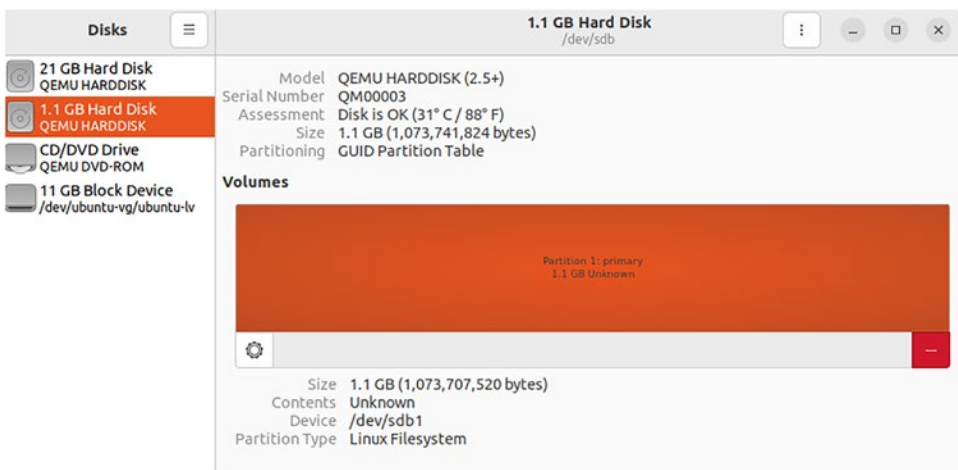 Disks
1.1 GB Hard Disk
/dev/sdb
21 GB Hard Disk
QEMU HARDDISK
1.1 GB Hard Disk
QEMU HARDDISK
CD/DVD Drive
QEMU DVD-ROM
11 GB Block Device
/dev/ubuntu-vg/ubuntu-lv
Model QEMU HARDDISK (2.5+)
Serial Number QM00003
Assessment Disk is OK (31° C / 88° F)
Size 1.1 GB (1,073,741,824 bytes)
Partitioning GUID Partition Table
Volumes
Partition 1: primary
1.1 GB Unknown
Size 1.1 GB (1,073,707,520 bytes)
Contents Unknown
Device /dev/sdb1
Partition Type Linux Filesystem